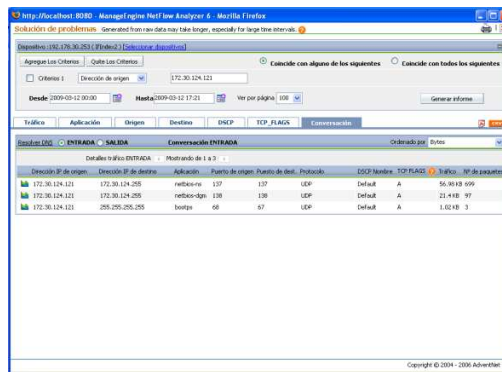 http://localhost:8080 - ManageEngine NetFlow Analyzer 6 - Mozilla Firefox
Solución de problemas Generated from raw data may take longer, especially for large time intervals.
[Seleccionar dispositivos]
Agregue Los Criterios Quite Los Criterios Coincide con alguno de los siguientes Coincide con todos los siguientes
Criterios 1 Dirección de origen 172.30.124.121
Desde 2009-03-12 00:00 Hasta 2009-03-12 17:21 Ver por página 100 Generar informe
Tráfico Aplicación Origen Destino DSCP TCP_FLAGS Conversación
Resolver DNS ENTRADA SALIDA Conversación ENTRADA Ordenado por Bytes
Detalles tráfico ENTRADA Mostrando de 1 a 3
Dirección IP de origen Dirección IP de destino Aplicación Puerto de origen Puesto de dest. Protocolo DSCP Nombre TCP FLAGS Tráfico Nº de paquetes
172.30.124.121 172.30.124.255 netbios-ns 137 137 UDP Default A 56.98 KB 699
172.30.124.121 172.30.124.255 netbios-dgm 138 138 UDP Default A 21.4 KB 97
172.30.124.121 255.255.255.255 bootps 68 67 UDP Default A 1.02 KB 3
Copyright © 2004 - 2006 AdventNet